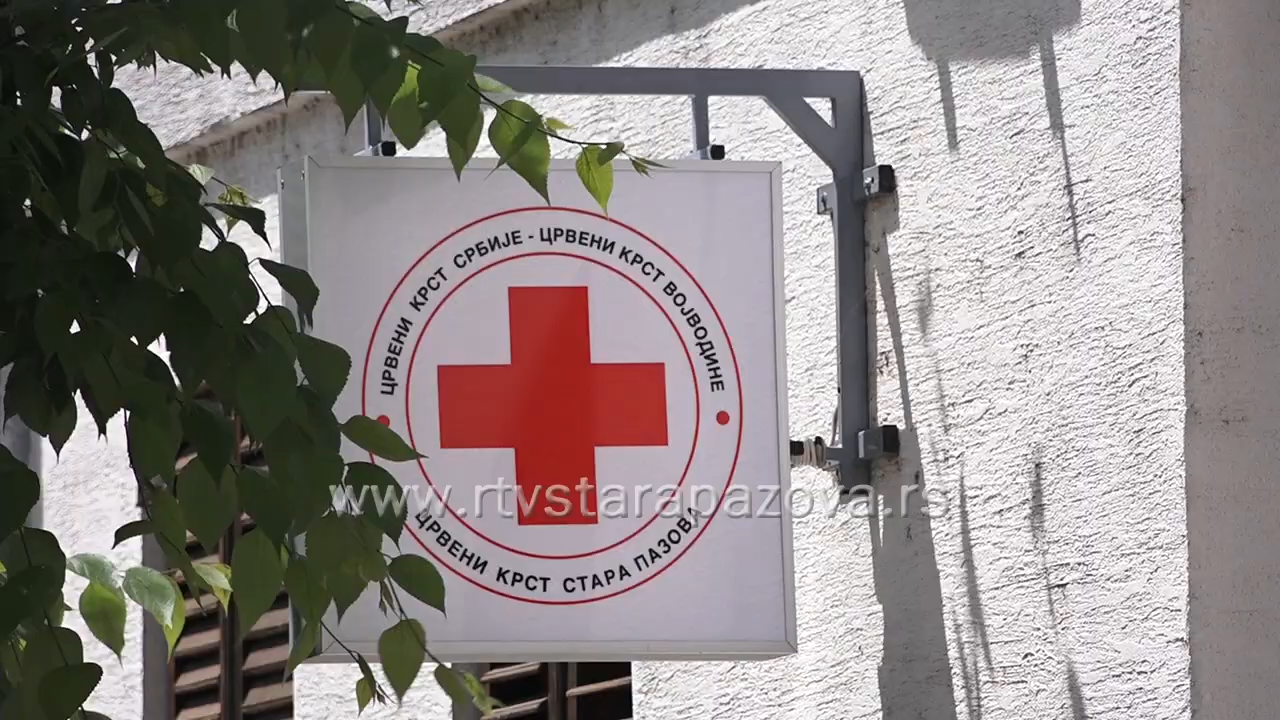 ЦРВЕНИ КРСТ СРБИЈЕ - ЦРВЕНИ КРСТ ВОЈВОДИНЕ
www.rtvstarapazova.rs
ЦРВЕНИ КРСТ СТАРА ПАЗОВА